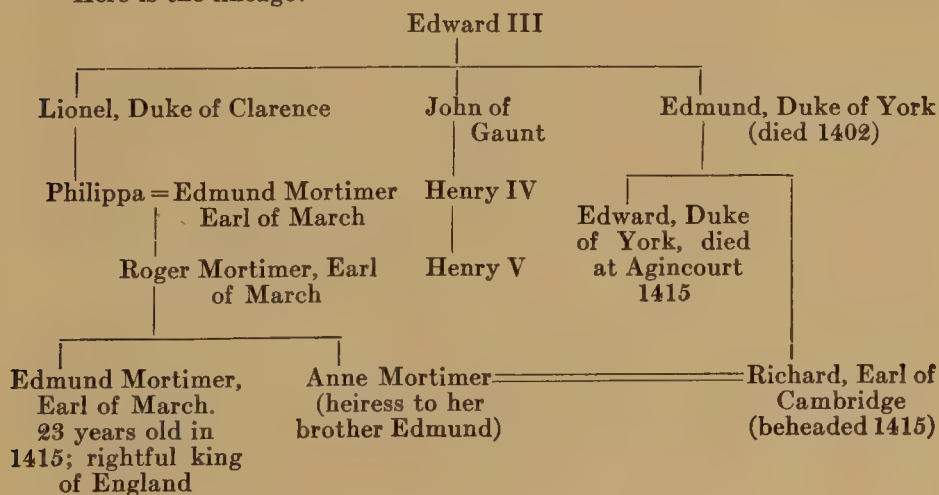 Here is the lineage:
Edward III
Lionel, Duke of Clarence
John of
Gaunt
Edmund, Duke of York
(died 1402)
Philippa = Edmund Mortimer
Earl of March
Henry IV
Edward, Duke
of York, died
at Agincourt
1415
Roger Mortimer, Earl
of March
Henry V
Edmund Mortimer,
Earl of March.
23 years old in
1415; rightful king
of England
Anne Mortimer
(heiress to her
brother Edmund)
Richard, Earl of
Cambridge
(beheaded 1415)